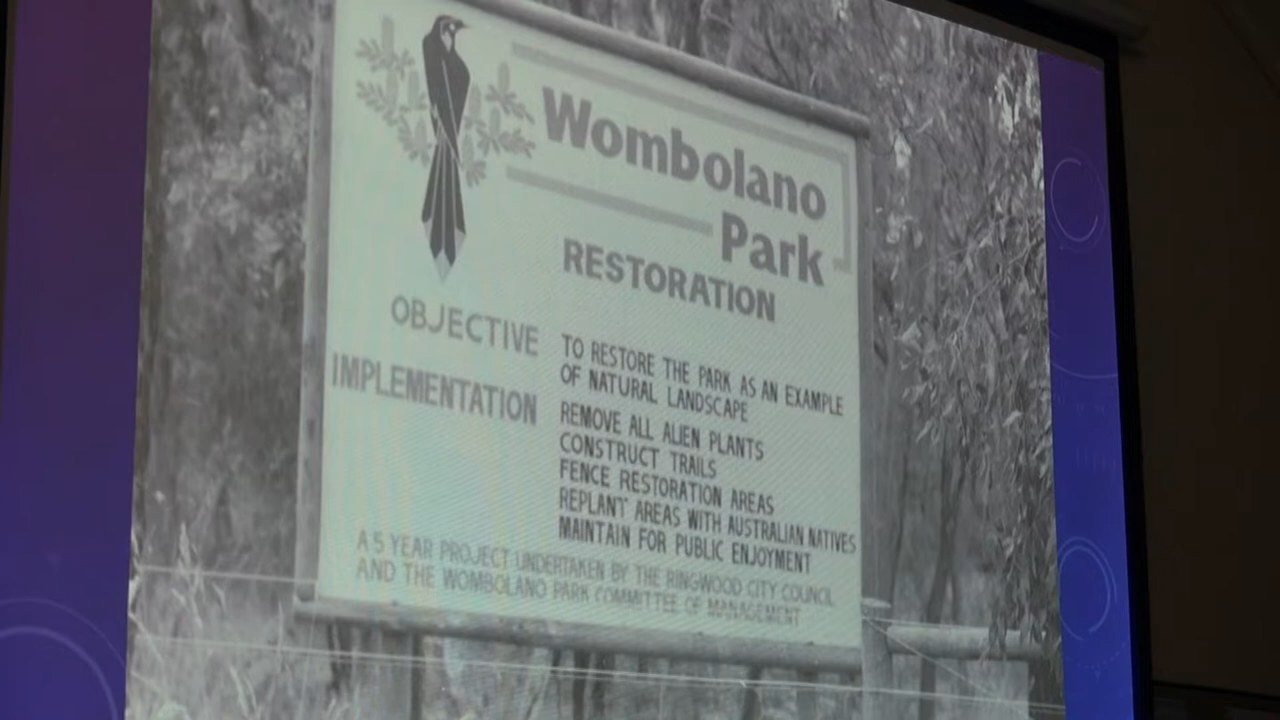 Wombolano
Park
RESTORATION
OBJECTIVE
TO RESTORE THE PARK AS AN EXAMPLE
OF NATURAL LANDSCAPE
IMPLEMENTATION
REMOVE ALL ALIEN PLANTS
CONSTRUCT TRAILS
FENCE RESTORATION AREAS
REPLANT AREAS WITH AUSTRALIAN NATIVES
MAINTAIN FOR PUBLIC ENJOYMENT
A 5 YEAR PROJECT UNDERTAKEN BY THE RINGWOOD CITY COUNCIL
AND THE WOMBOLANO PARK COMMITTEE OF MANAGEMENT